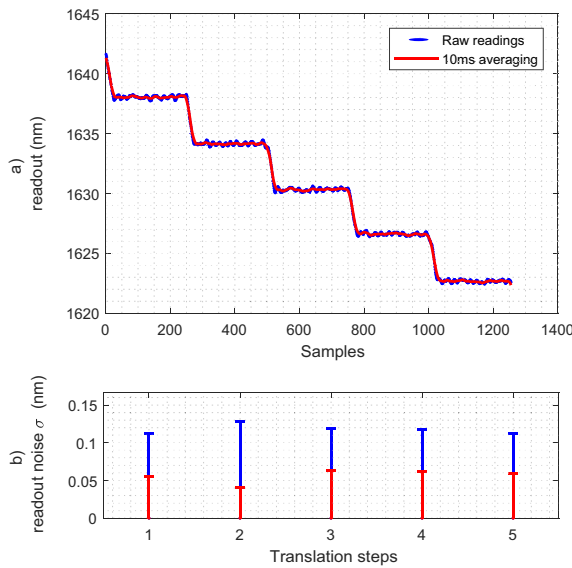 1645
1640
1635
1630
1625
1620
a)
readout (nm)
Raw readings
10ms averaging
0
200
400
600
800
1000
1200
1400
Samples
0.15
0.1
0.05
0
b)
readout noise σ (nm)
1
2
3
4
5
Translation steps